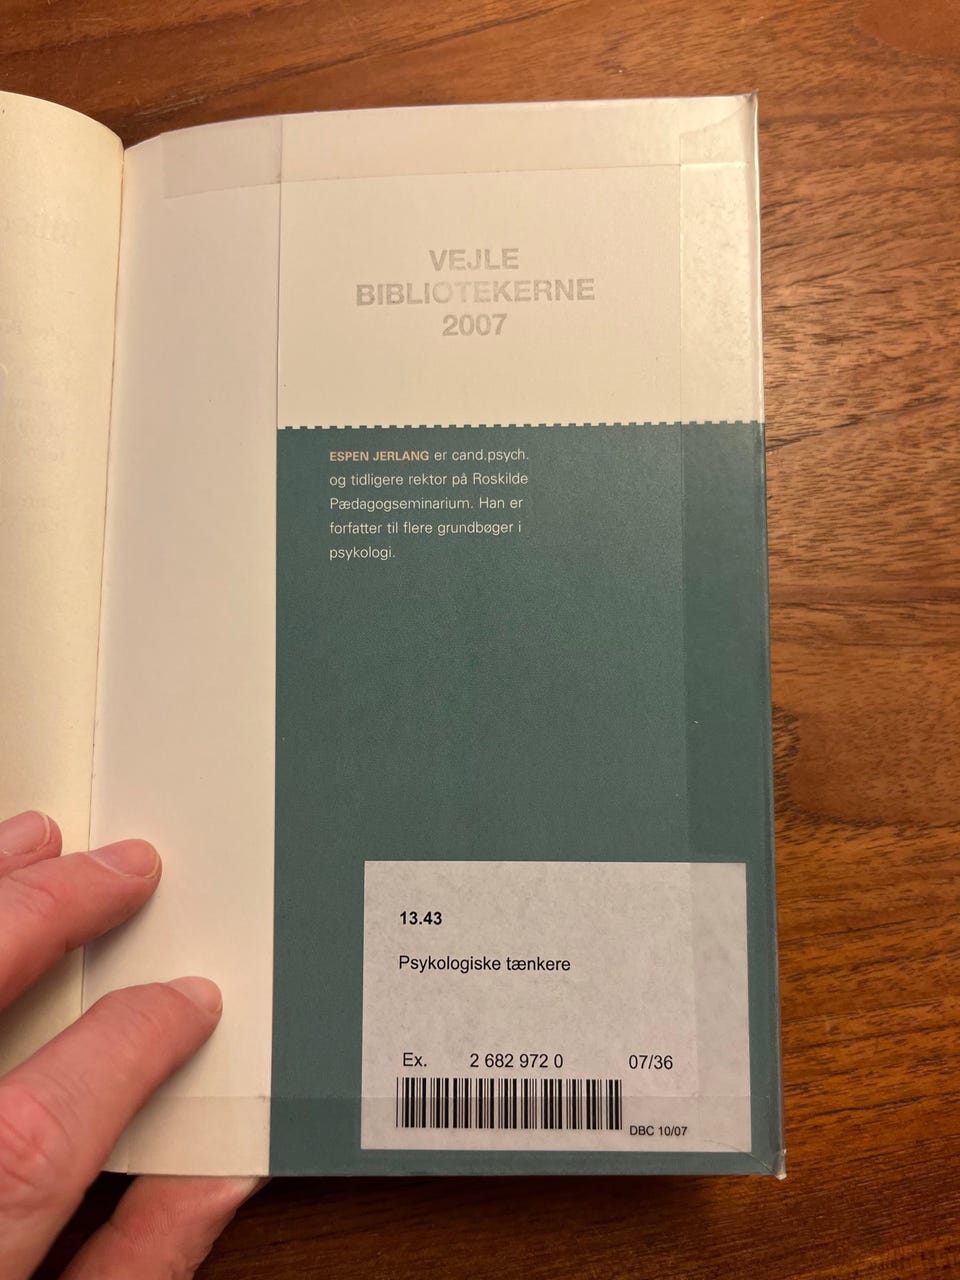 VEJLE
BIBLIOTEKERNE
2007
ESPEN JERLANG er cand.psych.
og tidligere rektor på Roskilde
Pædagogseminarium. Han er
forfatter til flere grundbøger i
psykologi.
13.43
Psykologiske tænkere
Ex. 2 682 972 0 07/36
DBC 10/07